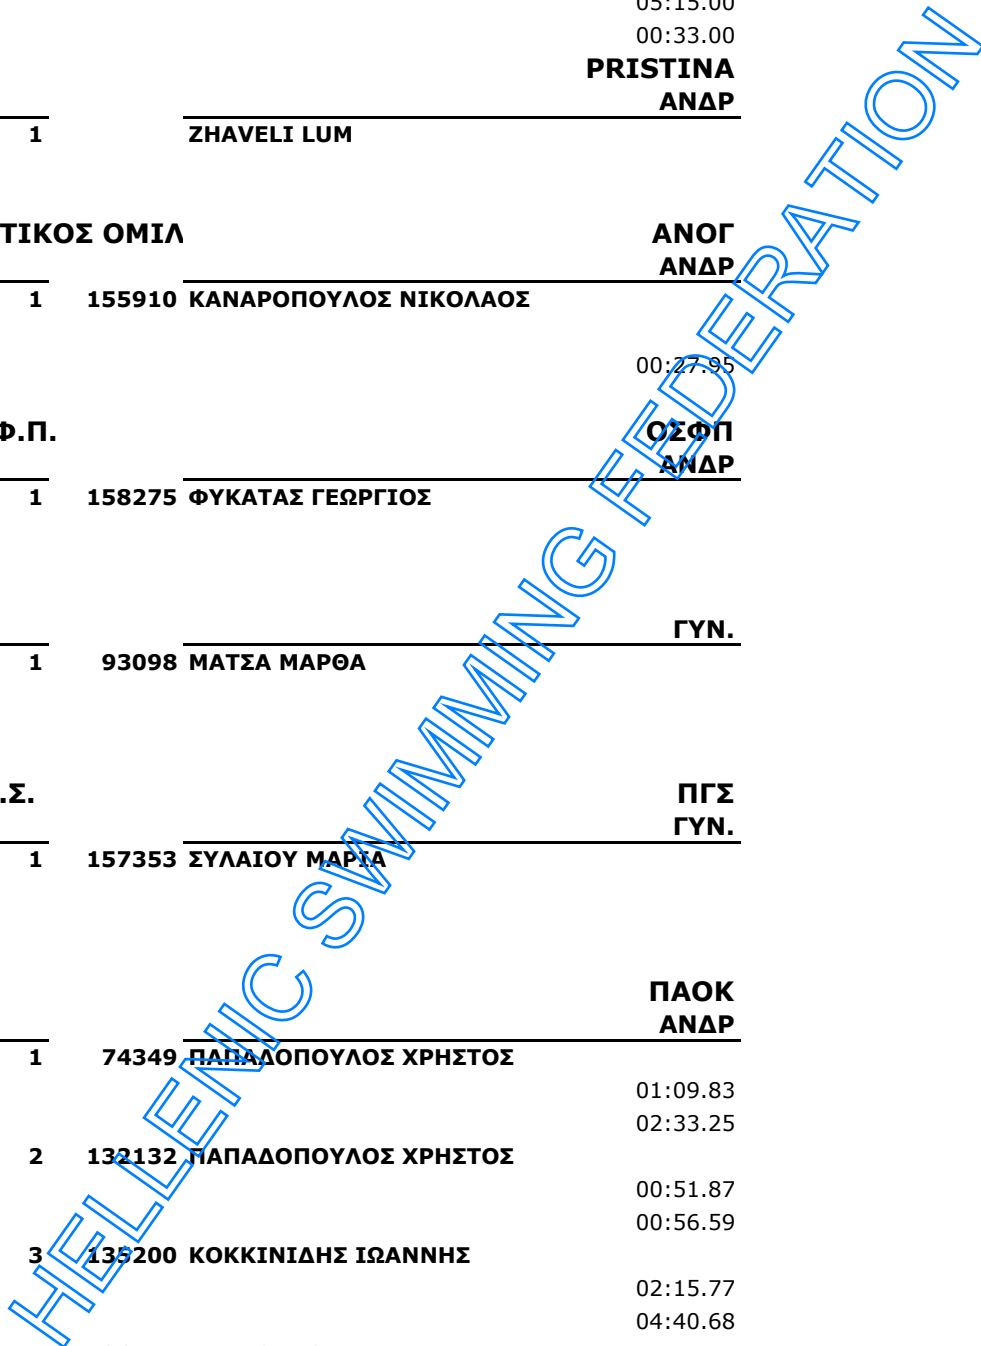 05:15.00
00:33.00
PRISTINA
ΑΝΔΡ
1 ZHAVELI LUM
ΤΙΚΟΣ ΟΜΙΛ ΑΝΟΓ
ΑΝΔΡ
1 155910 ΚΑΝΑΡΟΠΟΥΛΟΣ ΝΙΚΟΛΑΟΣ
00:27.95
Φ.Π. ΟΣΦΠ
ΑΝΔΡ
1 158275 ΦΥΚΑΤΑΣ ΓΕΩΡΓΙΟΣ
ΓΥΝ.
1 93098 ΜΑΤΣΑ ΜΑΡΘΑ
.Σ. ΠΓΣ
ΓΥΝ.
1 157353 ΣΥΛΑΙΟΥ ΜΑΡΙΑ
ΠΑΟΚ
ΑΝΔΡ
1 74349 ΠΑΠΑΔΟΠΟΥΛΟΣ ΧΡΗΣΤΟΣ
01:09.83
02:33.25
2 132132 ΠΑΠΑΔΟΠΟΥΛΟΣ ΧΡΗΣΤΟΣ
00:51.87
00:56.59
3 ΚΟΚΚΙΝΙΔΗΣ ΙΩΑΝΝΗΣ
02:15.77
04:40.68
HELLENIC SWIMMING FEDERATION